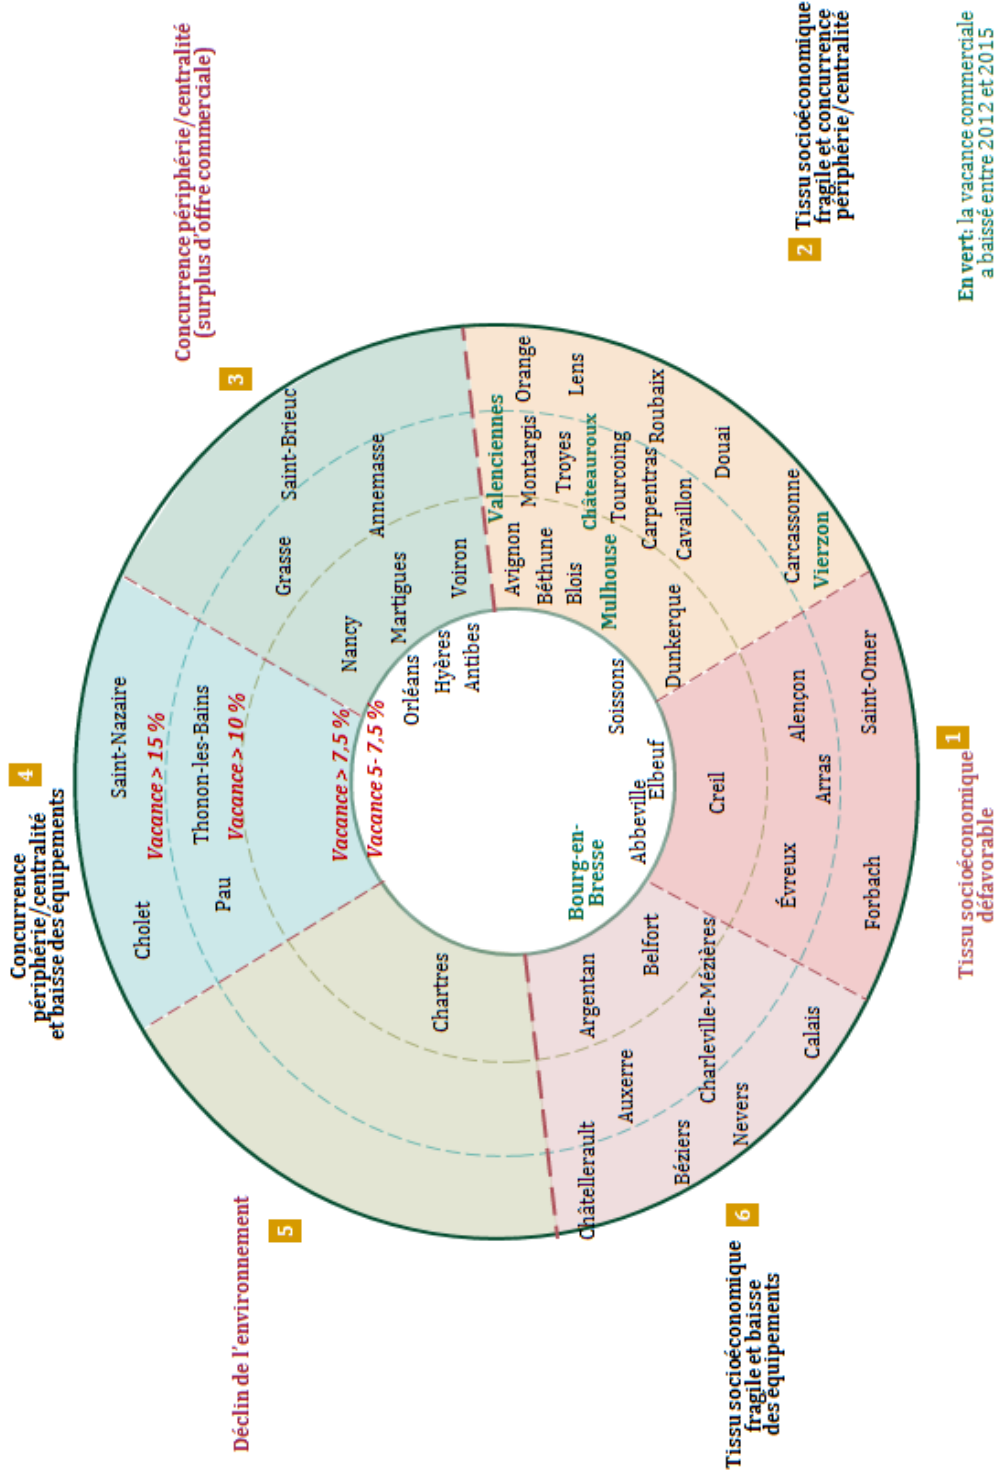 4
Concurrence
périphérie/centralité
et baisse des équipements
3
Concurrence périphérie/centralité
(surplus d'offre commerciale)
Saint-Nazaire
Vacance > 15 %
Cholet
Thonon-les-Bains
Vacance > 10 %
Pau
Vacance > 7,5 %
Vacance 5- 7,5 %
Saint-Brieuc
Grasse
Annemasse
Nancy
Martigues
Voiron
Orléans
Hyères
Antibes
5
Déclin de l'environnement
Chartres
2
Tissu socioéconomique
fragile et concurrence
périphérie/centralité
Valenciennes
Orange
Avignon
Montargis
Béthune
Lens
Troyes
Blois
Châteauroux
Mulhouse
Tourcoing
Roubaix
Carpentras
Cavaillon
Dunkerque
Douai
Carcassonne
Vierzon
Soissons
Bourg-en-
Bresse
Abbeville
Elbeuf
6
Tissu socioéconomique
fragile et baisse
des équipements
Châtellerault
Argentan
Auxerre
Belfort
Béziers
Charleville-Mézières
Nevers
Calais
Creil
Évreux
Alençon
Arras
Forbach
Saint-Omer
1
Tissu socioéconomique
défavorable
En vert: la vacance commerciale
a baissé entre 2012 et 2015